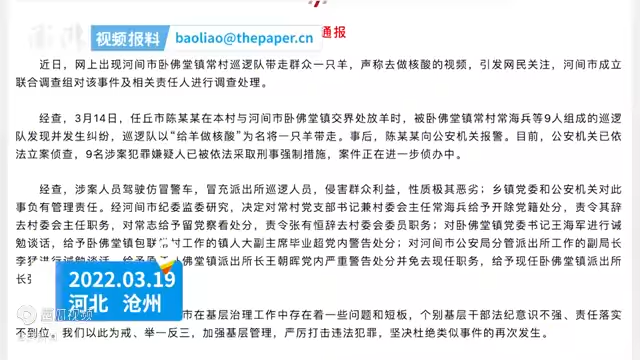 视频报料 baoliao@thepaper.cn
通报
近日，网上出现河间市卧佛堂镇常村巡逻队带走群众一只羊，声称去做核酸的视频，引发网民关注，河间市成立
联合调查组对该事件及相关责任人进行调查处理。
经查，3月14日，任丘市陈某某在本村与河间市卧佛堂镇交界处放羊时，被卧佛堂镇常村常海兵等9人组成的巡逻
队发现并发生纠纷，巡逻队以“给羊做核酸”为名将一只羊带走。事后，陈某某向公安机关报警。目前，公安机关已依
法立案侦查，9名涉案犯罪嫌疑人已被依法采取刑事强制措施，案件正在进一步侦办中。
经查，涉案人员驾驶仿冒警车，冒充派出所巡逻人员，侵害群众利益，性质极其恶劣；乡镇党委和公安机关对此
事负有管理责任。经河间市纪委监委研究，决定对常村党支部书记兼村委会主任常海兵给予开除党籍处分，责令其辞
去村委会主任职务，对常志给予留党察看处分，责令张有恒辞去村委会委员职务；对卧佛堂镇党委书记王海军进行诫
勉谈话，给予卧佛堂镇包联常村工作的镇人大副主席毕业超党内警告处分；对河间市公安局分管派出所工作的副局长
李猛进行诫勉谈话，给予原卧佛堂镇派出所长王朝晖党内严重警告处分并免去现任职务，给予现任卧佛堂镇派出所
长
市在基层治理工作中存在着一些问题和短板，个别基层干部法纪意识不强、责任落实
不到位。我们以此为戒、举一反三，加强基层管理，严厉打击违法犯罪，坚决杜绝类似事件的再次发生。
2022.03.19
河北 沧州
星视频